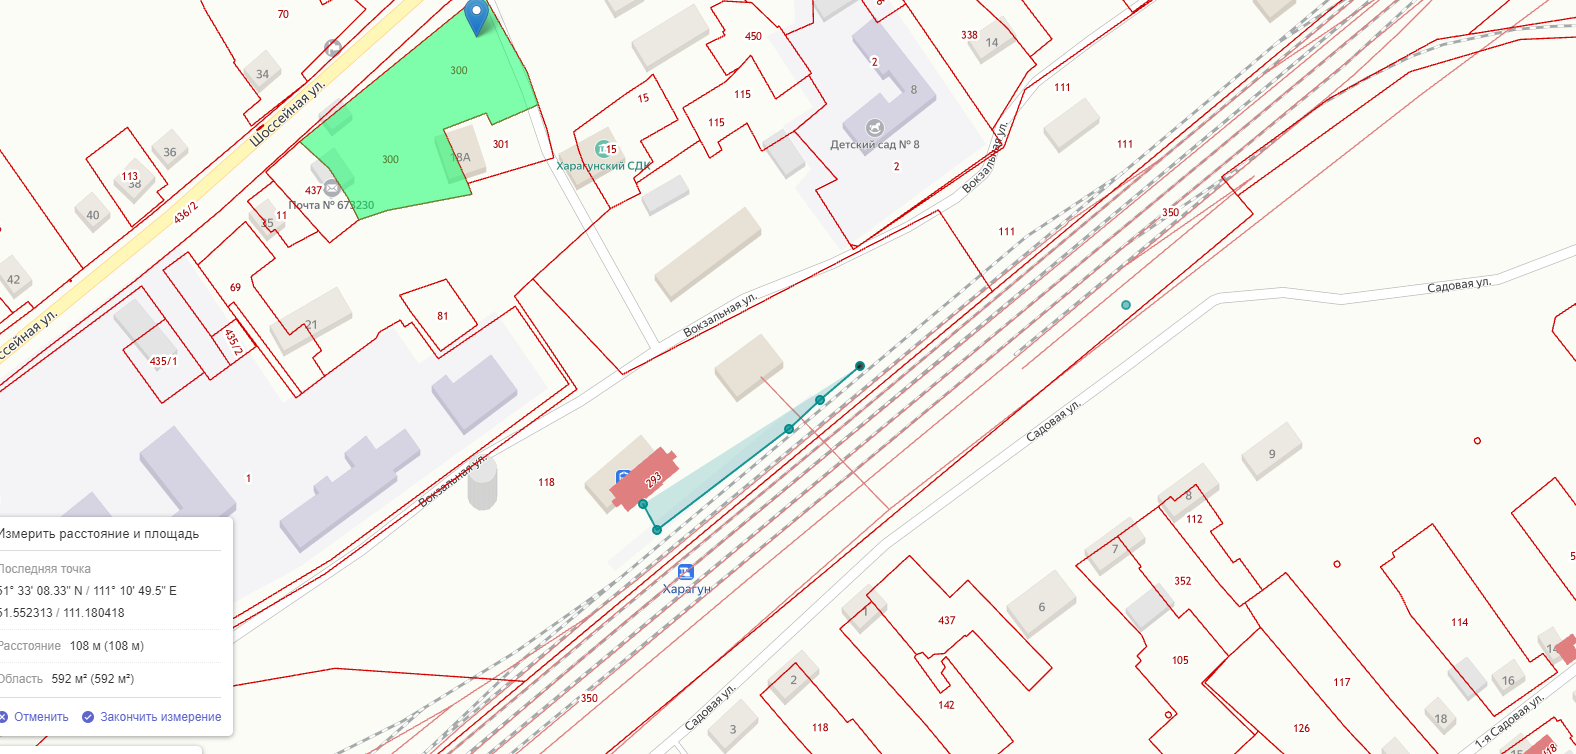 70
450
338
14
2
34
300
15
115
8
111
Шоссейная ул.
115
Детский сад № 8
111
36
300
18А
301
15
Харагунский СДК
2
Вокзальная ул.
113
38
437
Почта № 673230
40
436/2
11
35
350
111
42
69
Садовая ул.
81
21
Вокзальная ул.
435/2
435/1
Садовая ул.
9
1
Вокзальная ул.
118
293
8
112
7
Измерить расстояние и площадь
Последняя точка
51° 33' 08.33" N / 111° 10' 49.5" E
51.552313 / 111.180418
Расстояние 108 м (108 м)
Область 592 м² (592 м²)
Отменить Закончить измерение
Харагун
352
1
6
437
114
14
105
2
117
16
350
142
Садовая ул.
3
118
126
18
1-я Садовая ул.